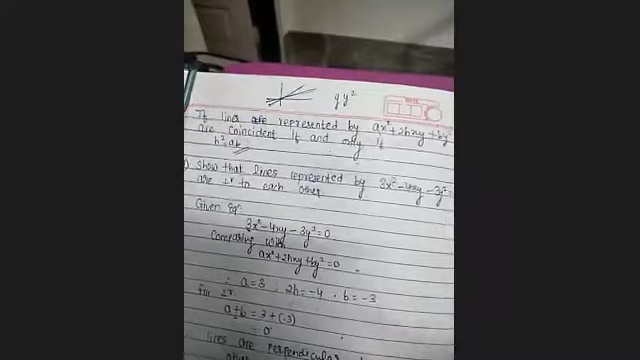 9y²
If lines are represented by ax²+2hxy+by²
are Coincident if and only if
h²=ab
Show that lines represented by 3x²-4xy-3y²=
are ⊥r to each other
Given Eqn
3x²-4xy-3y²=0
Comparing with
ax²+2hxy+by²=0
∴ a=3 ; 2h=-4 , b=-3
for ⊥r
a+b = 3+(-3)
= 0
lines are perpendicular
other